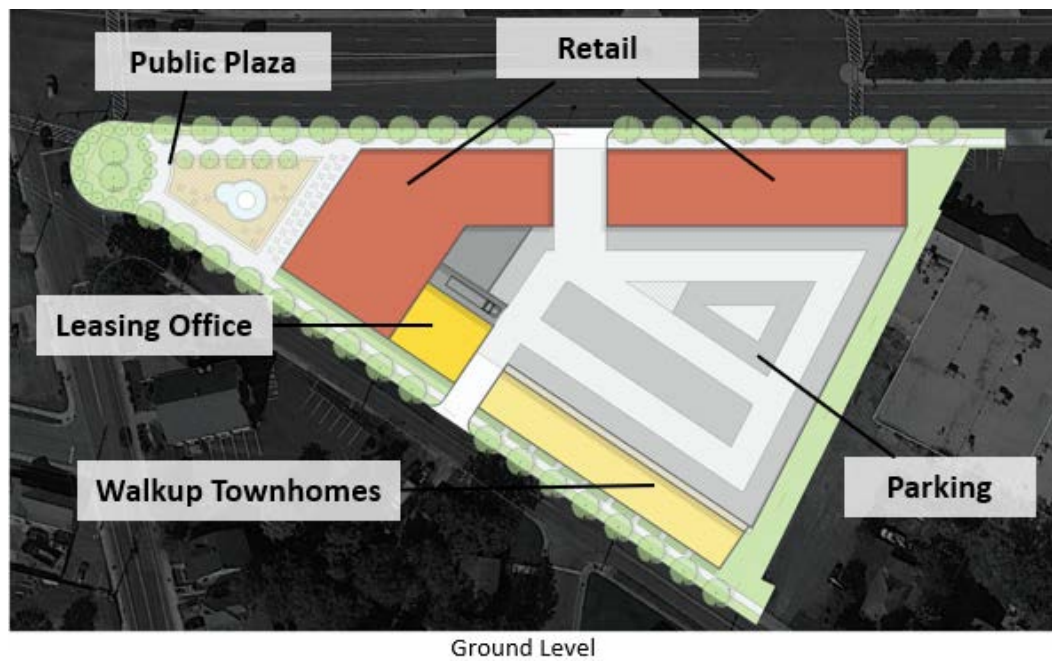 Public Plaza
Retail
Leasing Office
Walkup Townhomes
Parking
Ground Level